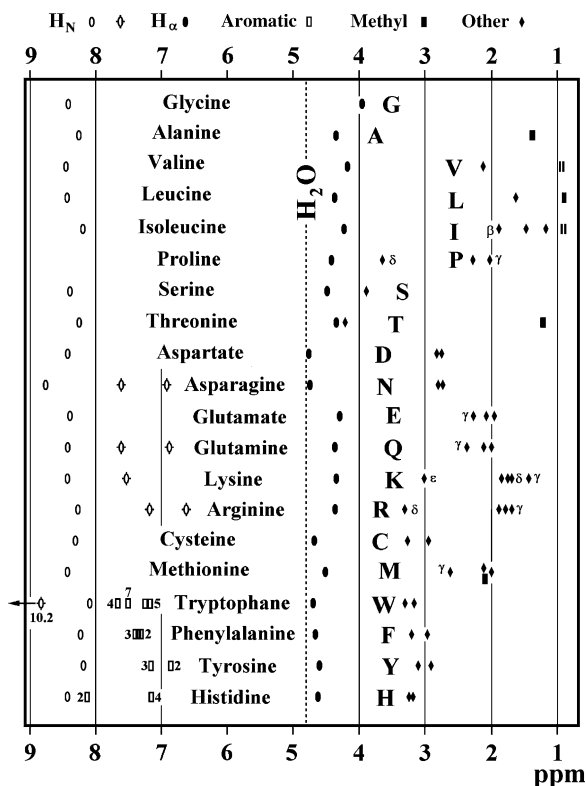 H_N H_α Aromatic Methyl Other
9 8 7 6 5 4 3 2 1
H₂O
Glycine G
Alanine A
Valine V
Leucine L
Isoleucine I β
Proline δ P γ
Serine S
Threonine T
Aspartate D
Asparagine N
Glutamate E γ
Glutamine Q γ
Lysine K ε δ γ
Arginine R δ γ
Cysteine C
Methionine M γ
10.2 4 7 5 Tryptophane W
3 2 Phenylalanine F
3 2 Tyrosine Y
2 4 Histidine H
9 8 7 6 5 4 3 2 1
ppm